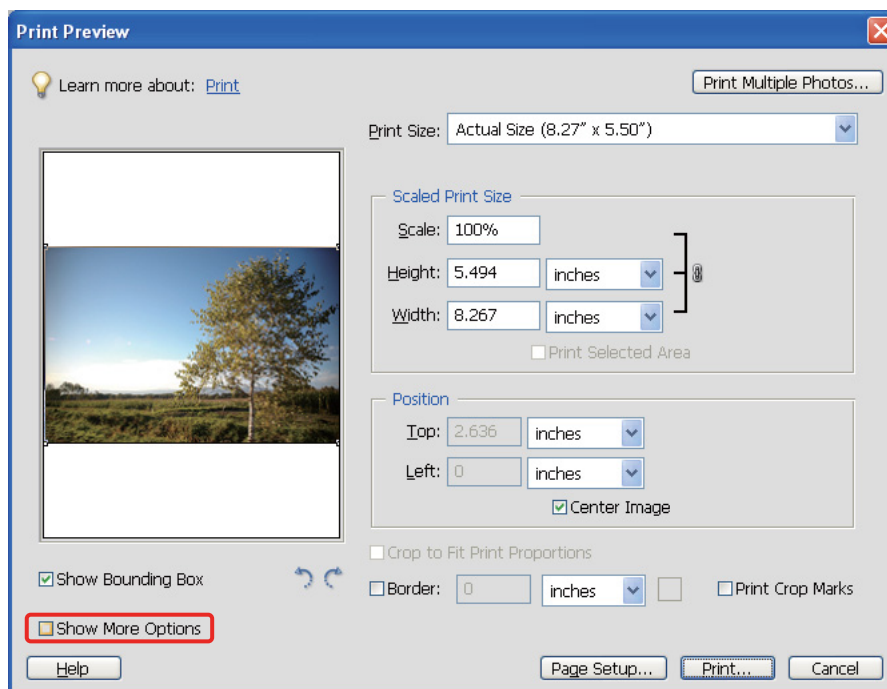 Print Preview
Learn more about: Print
Print Multiple Photos...
Print Size: Actual Size (8.27" x 5.50")
Scaled Print Size
Scale: 100%
Height: 5.494 inches
Width: 8.267 inches
Print Selected Area
Position
Top: 2.636 inches
Left: 0 inches
Center Image
Crop to Fit Print Proportions
Show Bounding Box
Border: 0 inches Print Crop Marks
Show More Options
Help Page Setup... Print... Cancel